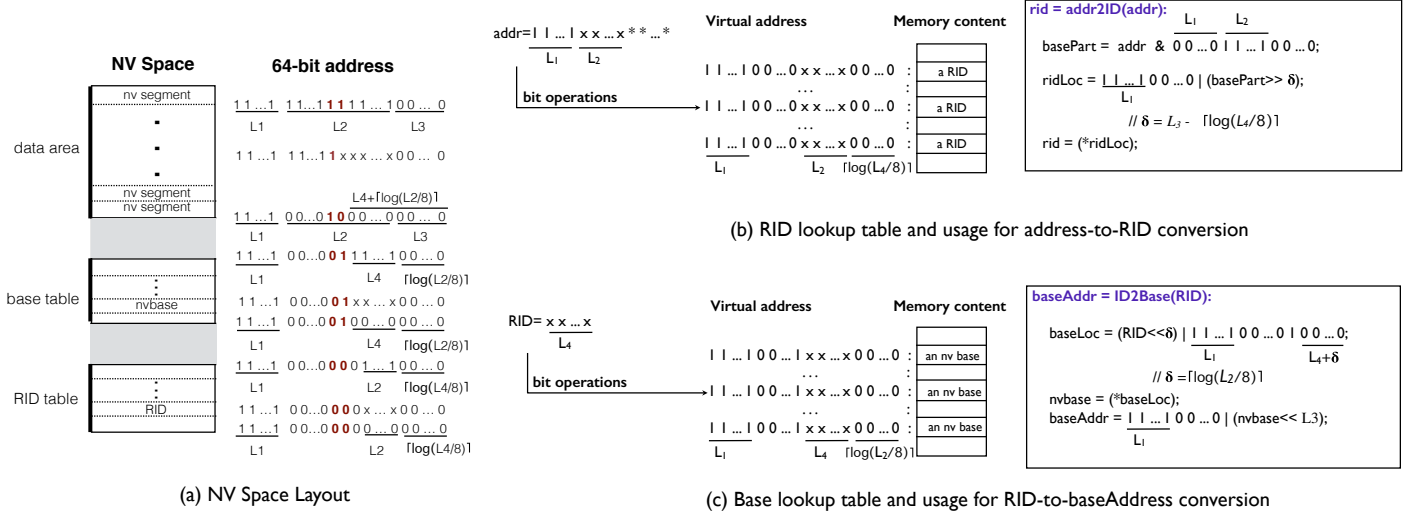 NV Space
64-bit address
data area
nv segment
nv segment
nv segment
base table
nvbase
RID table
RID
1 1 ...1 11...1 1 1 1 1 ... 1 0 0 ... 0
L1 L2 L3
1 1 ...1 11...1 1 x x x ... x 0 0 ... 0
L4+⌈log(L2/8)⌉
1 1 ...1 0 0...0 1 0 0 0 ... 0 0 0 ... 0
L1 L2 L3
1 1 ...1 0 0...0 0 1 1 1 ... 1 0 0 ... 0
L1 L4 ⌈log(L2/8)⌉
1 1 ...1 0 0...0 0 1 x x ... x 0 0 ... 0
1 1 ...1 0 0...0 0 1 0 0 ... 0 0 0 ... 0
L1 L4 ⌈log(L2/8)⌉
1 1 ...1 0 0...0 0 0 0 1 ... 1 0 0 ... 0
L1 L2 ⌈log(L4/8)⌉
1 1 ...1 0 0...0 0 0 0 x ... x 0 0 ... 0
1 1 ...1 0 0...0 0 0 0 0 ... 0 0 0 ... 0
L1 L2 ⌈log(L4/8)⌉
(a) NV Space Layout
addr=1 1 ... 1 x x ... x * * ... *
L1 L2
bit operations
Virtual address
Memory content
1 1 ... 1 0 0 ... 0 x x ... x 0 0 ... 0 : a RID
... :
1 1 ... 1 0 0 ... 0 x x ... x 0 0 ... 0 : a RID
... :
1 1 ... 1 0 0 ... 0 x x ... x 0 0 ... 0 : a RID
L1 L2 ⌈log(L4/8)⌉
rid = addr2ID(addr):
L1 L2
basePart = addr & 0 0 ... 0 1 1 ... 1 0 0 ... 0;
ridLoc = 1 1 ... 1 0 0 ... 0 | (basePart>> δ);
L1
// δ = L3 - ⌈log(L4/8)⌉
rid = (*ridLoc);
(b) RID lookup table and usage for address-to-RID conversion
RID= x x ... x
L4
bit operations
Virtual address
Memory content
1 1 ... 1 0 0 ... 1 x x ... x 0 0 ... 0 : an nv base
... :
1 1 ... 1 0 0 ... 1 x x ... x 0 0 ... 0 : an nv base
... :
1 1 ... 1 0 0 ... 1 x x ... x 0 0 ... 0 : an nv base
L1 L4 ⌈log(L2/8)⌉
baseAddr = ID2Base(RID):
baseLoc = (RID<<δ) | 1 1 ... 1 0 0 ... 0 1 0 0 ... 0;
L1 L4+δ
// δ =⌈log(L2/8)⌉
nvbase = (*baseLoc);
baseAddr = 1 1 ... 1 0 0 ... 0 | (nvbase<< L3);
L1
(c) Base lookup table and usage for RID-to-baseAddress conversion